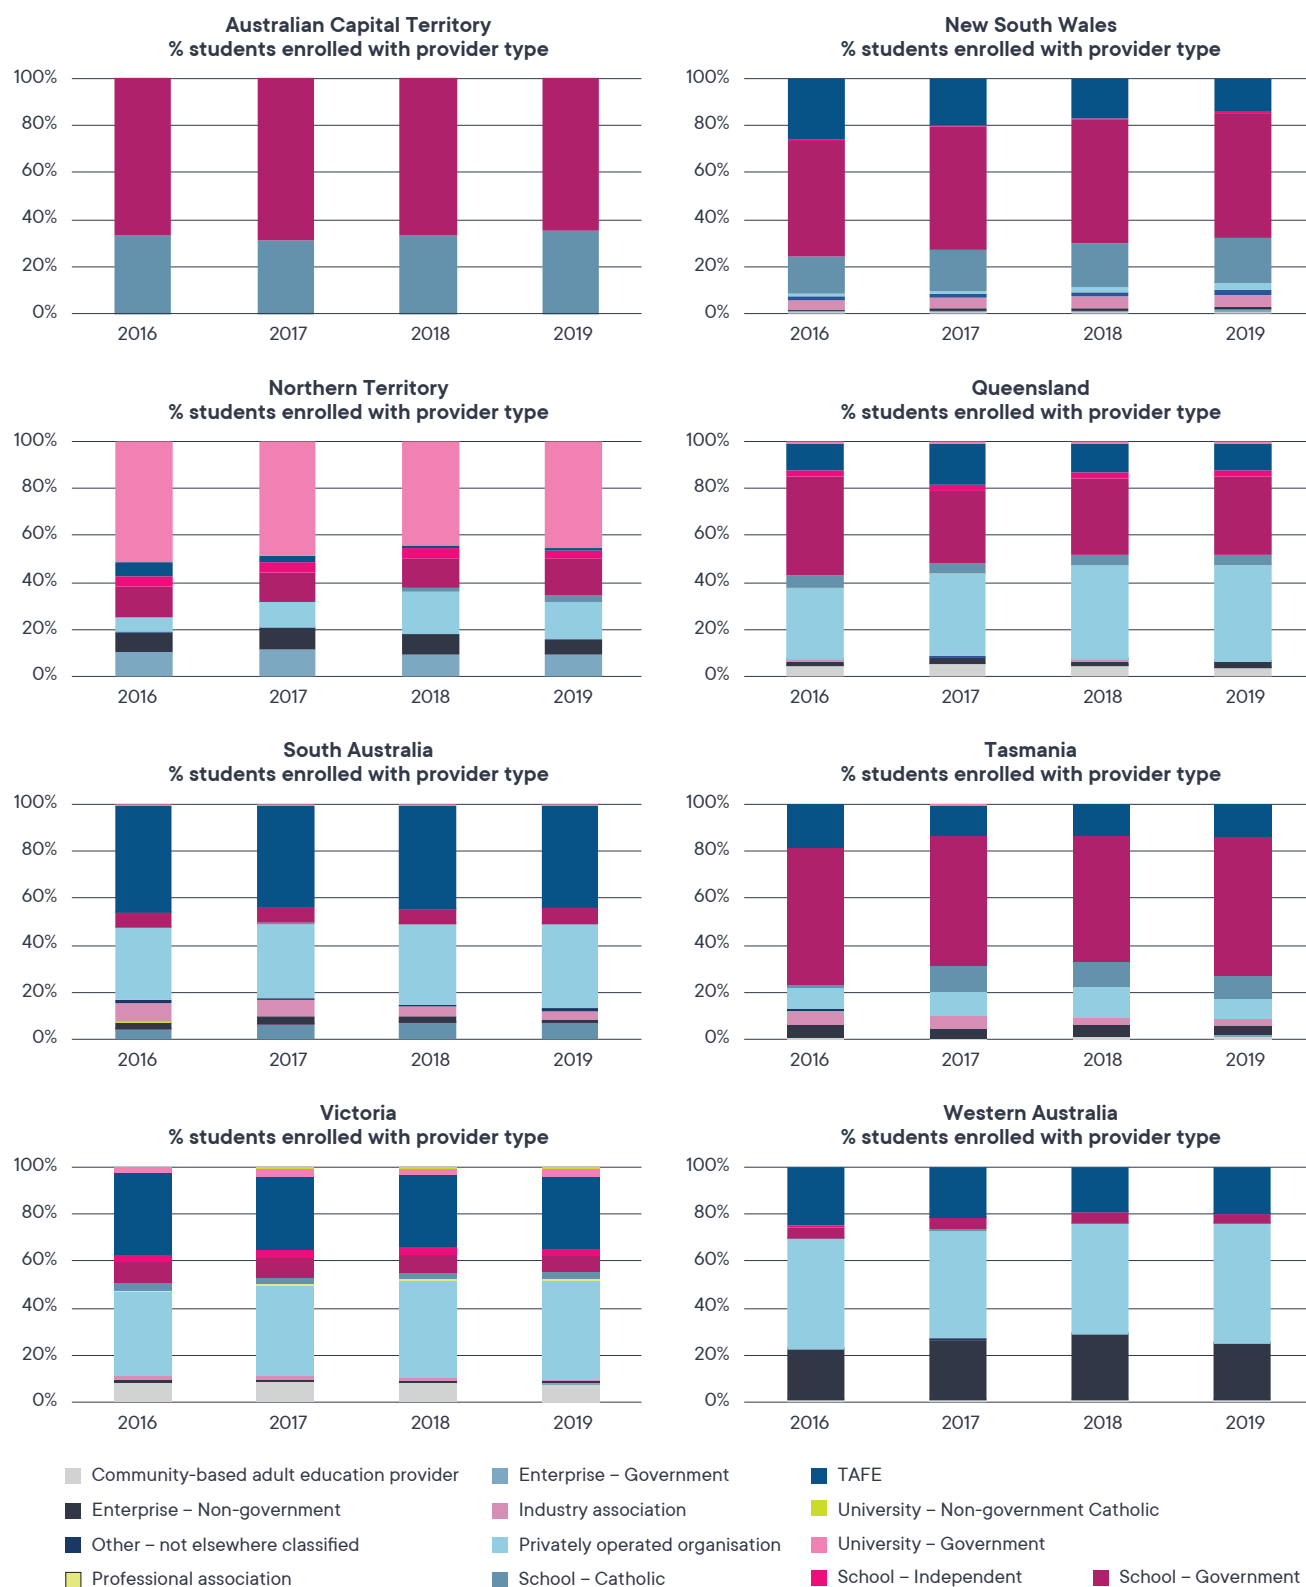 Australian Capital Territory
% students enrolled with provider type
100%
80%
60%
40%
20%
0%
2016 2017 2018 2019
New South Wales
% students enrolled with provider type
100%
80%
60%
40%
20%
0%
2016 2017 2018 2019
Northern Territory
% students enrolled with provider type
100%
80%
60%
40%
20%
0%
2016 2017 2018 2019
Queensland
% students enrolled with provider type
100%
80%
60%
40%
20%
0%
2016 2017 2018 2019
South Australia
% students enrolled with provider type
100%
80%
60%
40%
20%
0%
2016 2017 2018 2019
Tasmania
% students enrolled with provider type
100%
80%
60%
40%
20%
0%
2016 2017 2018 2019
Victoria
% students enrolled with provider type
100%
80%
60%
40%
20%
0%
2016 2017 2018 2019
Western Australia
% students enrolled with provider type
100%
80%
60%
40%
20%
0%
2016 2017 2018 2019
Community-based adult education provider
Enterprise – Government
TAFE
Enterprise – Non-government
Industry association
University – Non-government Catholic
Other – not elsewhere classified
Privately operated organisation
University – Government
Professional association
School – Catholic
School – Independent
School – Government